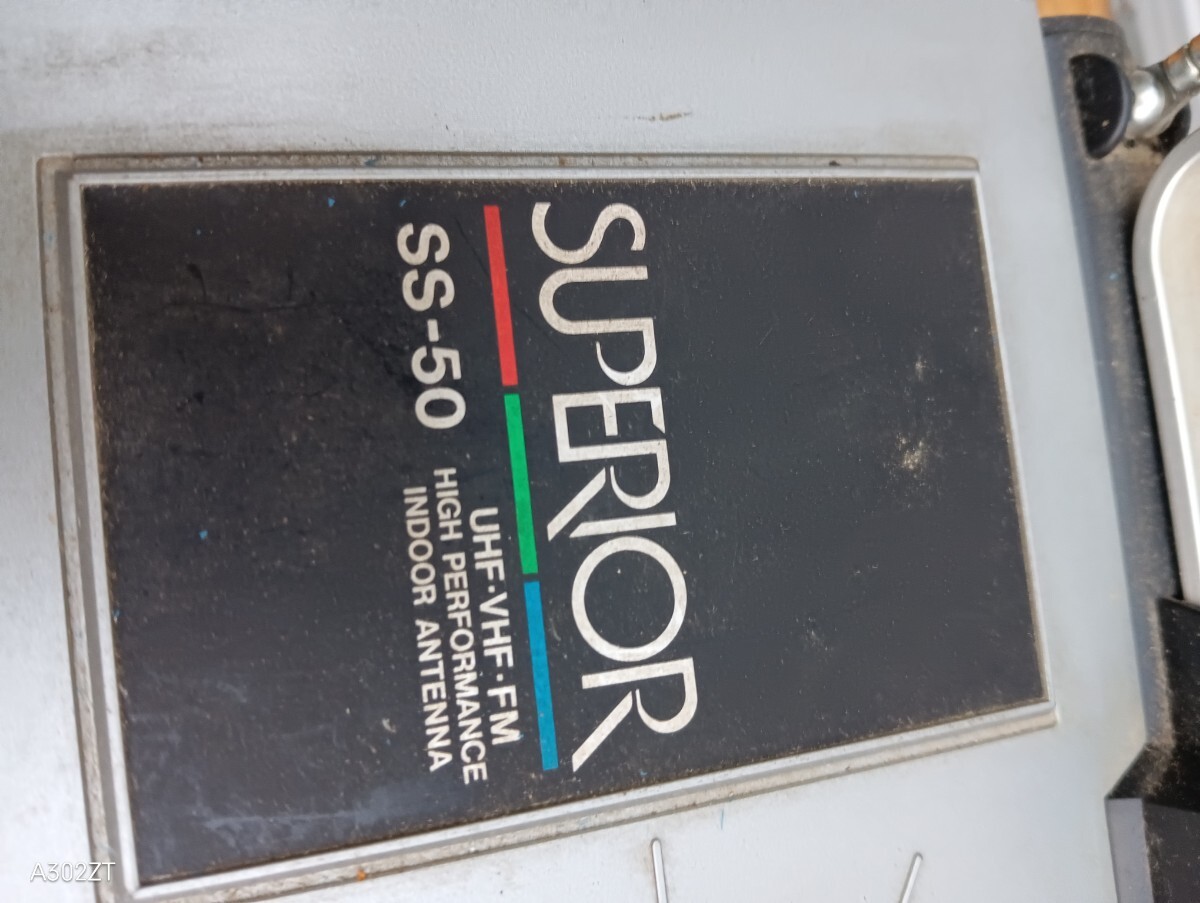 SUPERIOR
SS-50
UHF·VHF·FM
HIGH PERFORMANCE
INDOOR ANTENNA
A302ZT